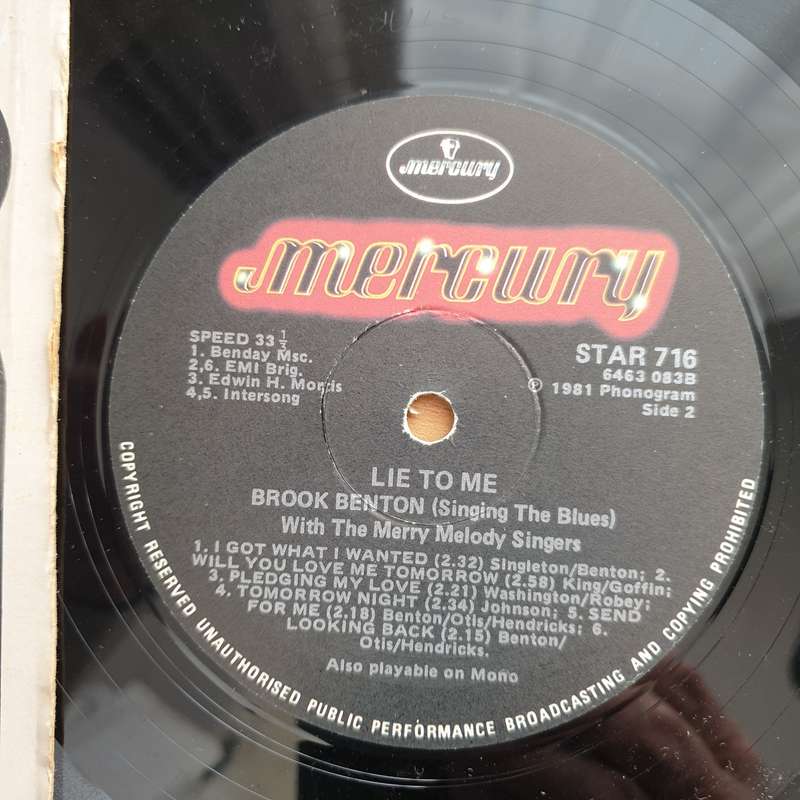 mercury
mercury
SPEED 33 1/3
1. Benday Msc.
2,6. EMI Brig.
3. Edwin H. Morris
4,5. Intersong
STAR 716
6463 083B
℗ 1981 Phonogram
Side 2
LIE TO ME
BROOK BENTON (Singing The Blues)
With The Merry Melody Singers
1. I GOT WHAT I WANTED (2.32) Singleton/Benton; 2.
WILL YOU LOVE ME TOMORROW (2.58) King/Goffin;
3. PLEDGING MY LOVE (2.21) Washington/Robey;
4. TOMORROW NIGHT (2.34) Johnson; 5. SEND
FOR ME (2.18) Benton/Otis/Hendricks; 6.
LOOKING BACK (2.15) Benton/
Otis/Hendricks.
Also playable on Mono
COPYRIGHT RESERVED UNAUTHORISED PUBLIC PERFORMANCE BROADCASTING AND COPYING PROHIBITED